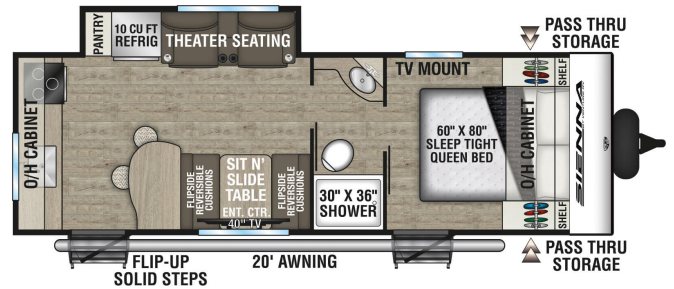 PASS THRU
STORAGE
PANTRY
10 CU FT
REFRIG
THEATER SEATING
TV MOUNT
SHELF
O/H CABINET
60" X 80"
SLEEP TIGHT
QUEEN BED
O/H CABINET
SIENNA
FLIPSIDE
REVERSIBLE
CUSHIONS
SIT N'
SLIDE
TABLE
ENT. CTR.
40" TV
FLIPSIDE
REVERSIBLE
CUSHIONS
30" X 36"
SHOWER
SHELF
FLIP-UP
SOLID STEPS
20' AWNING
PASS THRU
STORAGE